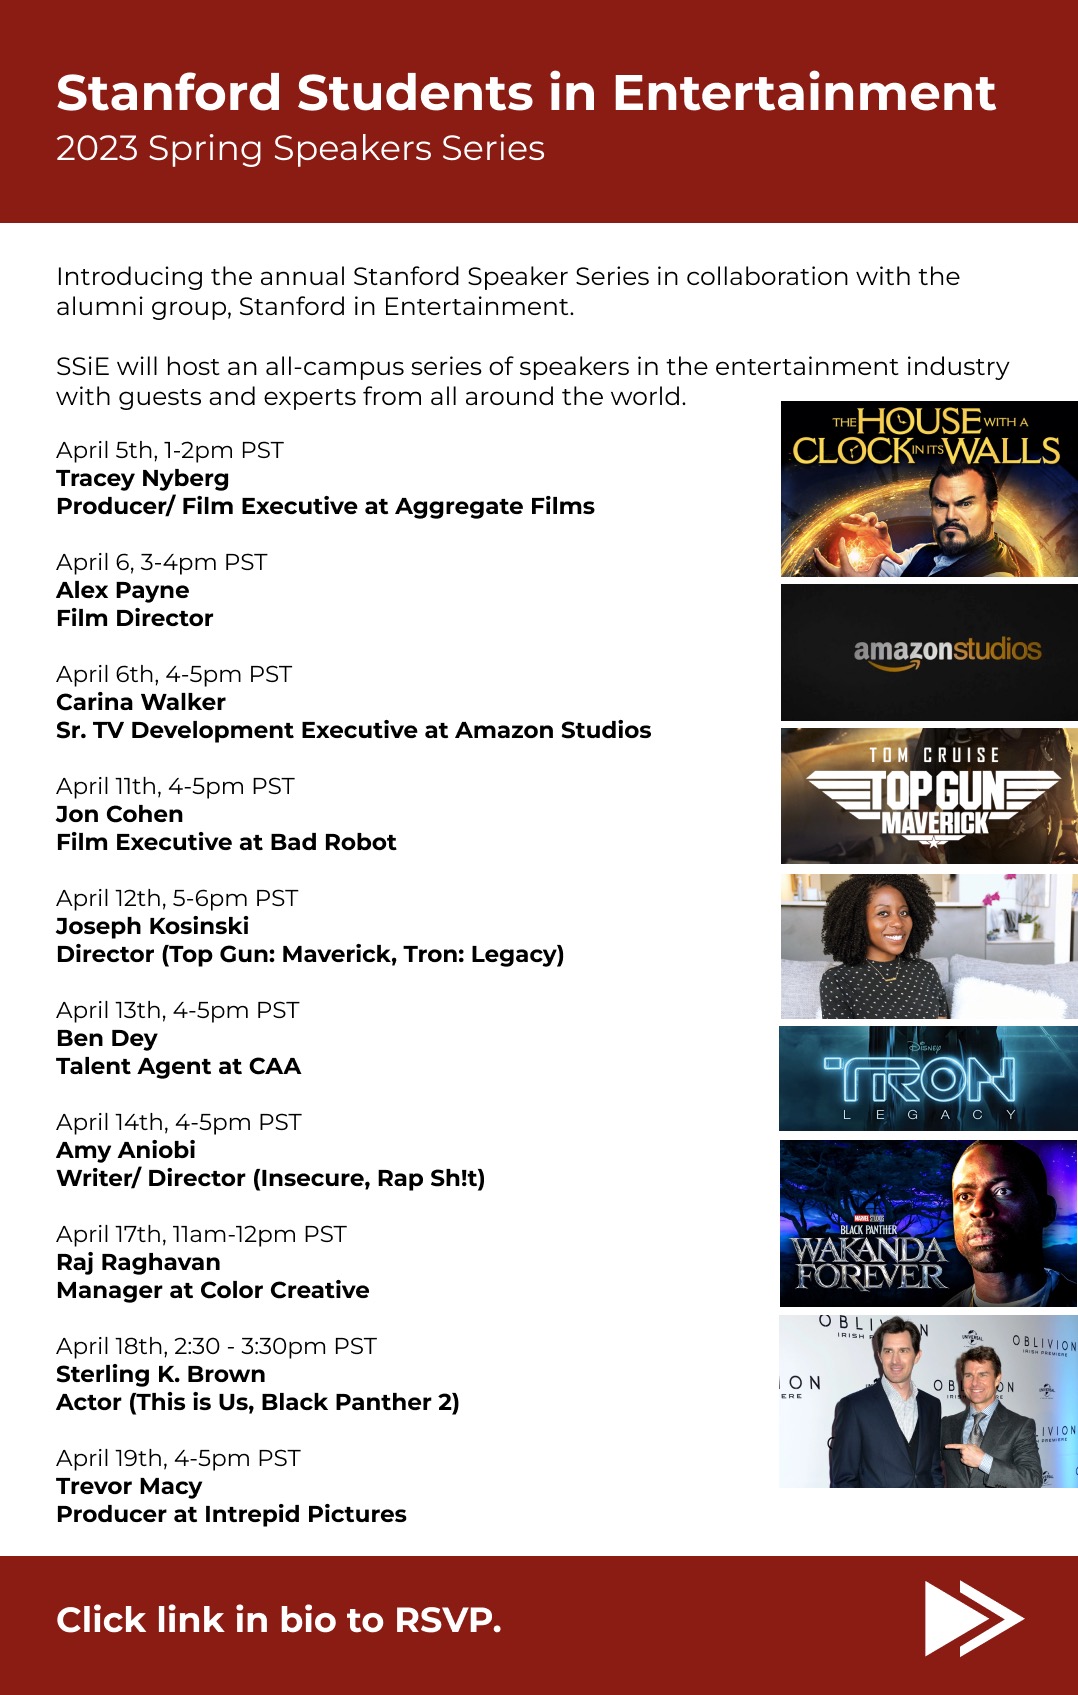 Stanford Students in Entertainment
2023 Spring Speakers Series
Introducing the annual Stanford Speaker Series in collaboration with the
alumni group, Stanford in Entertainment.
SSiE will host an all-campus series of speakers in the entertainment industry
with guests and experts from all around the world.
April 5th, 1-2pm PST
Tracey Nyberg
Producer/ Film Executive at Aggregate Films
April 6, 3-4pm PST
Alex Payne
Film Director
April 6th, 4-5pm PST
Carina Walker
Sr. TV Development Executive at Amazon Studios
April 11th, 4-5pm PST
Jon Cohen
Film Executive at Bad Robot
April 12th, 5-6pm PST
Joseph Kosinski
Director (Top Gun: Maverick, Tron: Legacy)
April 13th, 4-5pm PST
Ben Dey
Talent Agent at CAA
April 14th, 4-5pm PST
Amy Aniobi
Writer/ Director (Insecure, Rap Sh!t)
April 17th, 11am-12pm PST
Raj Raghavan
Manager at Color Creative
April 18th, 2:30 - 3:30pm PST
Sterling K. Brown
Actor (This is Us, Black Panther 2)
April 19th, 4-5pm PST
Trevor Macy
Producer at Intrepid Pictures
THE HOUSE WITH A
CLOCK IN ITS WALLS
amazonstudios
TOM CRUISE
TOP GUN
MAVERICK
DISNEY
TRON
LEGACY
MARVEL STUDIOS
BLACK PANTHER
WAKANDA
FOREVER
OBLIVION
IRISH P
UNIVERSAL
OBLIVION
IRISH PREMIERE
ION
ERE
OB ON
LIVION
Click link in bio to RSVP.